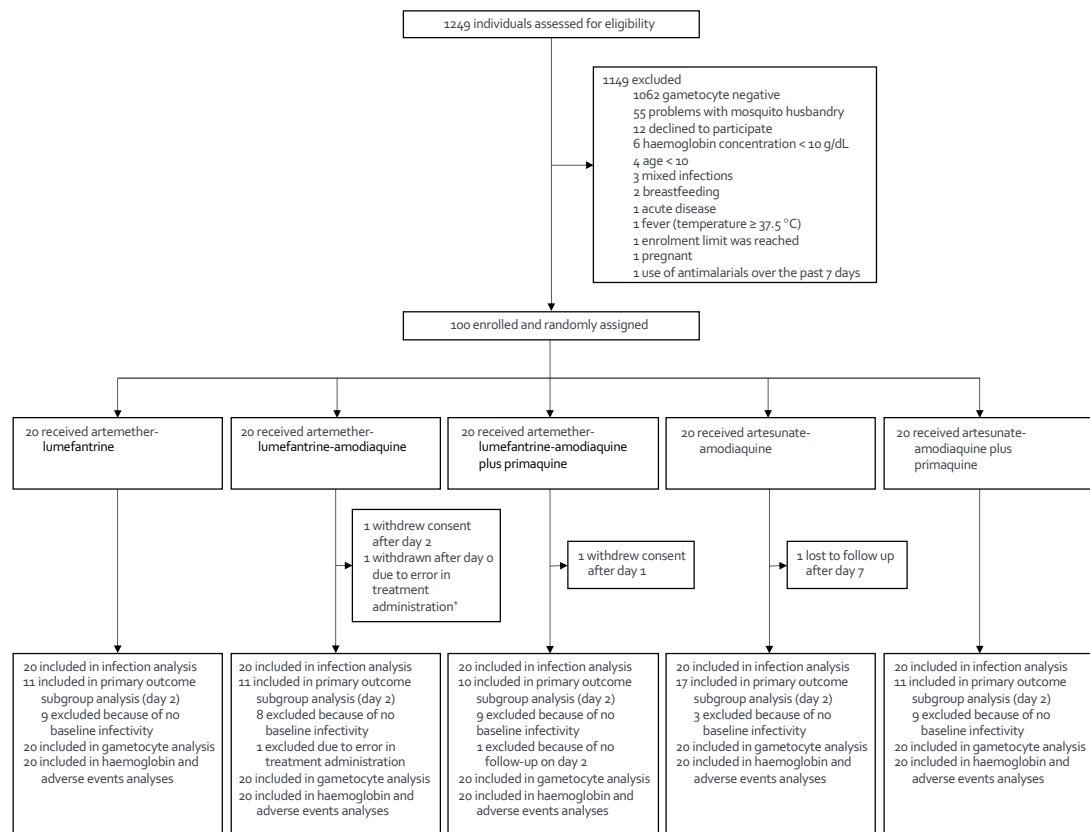 1249 individuals assessed for eligibility
1149 excluded
1062 gametocyte negative
55 problems with mosquito husbandry
12 declined to participate
6 haemoglobin concentration < 10 g/dL
4 age < 10
3 mixed infections
2 breastfeeding
1 acute disease
1 fever (temperature ≥ 37.5 °C)
1 enrolment limit was reached
1 pregnant
1 use of antimalarials over the past 7 days
100 enrolled and randomly assigned
20 received artemether-
lumefantrine
20 received artemether-
lumefantrine-amodiaquine
20 received artemether-
lumefantrine-amodiaquine
plus primaquine
20 received artesunate-
amodiaquine
20 received artesunate-
amodiaquine plus
primaquine
1 withdrew consent
after day 2
1 withdrawn after day 0
due to error in
treatment
administration*
1 withdrew consent
after day 1
1 lost to follow up
after day 7
20 included in infection analysis
11 included in primary outcome
subgroup analysis (day 2)
9 excluded because of no
baseline infectivity
20 included in gametocyte analysis
20 included in haemoglobin and
adverse events analyses
20 included in infection analysis
11 included in primary outcome
subgroup analysis (day 2)
8 excluded because of no
baseline infectivity
1 excluded due to error in
treatment administration
20 included in gametocyte analysis
20 included in haemoglobin and
adverse events analyses
20 included in infection analysis
10 included in primary outcome
subgroup analysis (day 2)
9 excluded because of no
baseline infectivity
1 excluded because of no
follow-up on day 2
20 included in gametocyte analysis
20 included in haemoglobin and
adverse events analyses
20 included in infection analysis
17 included in primary outcome
subgroup analysis (day 2)
3 excluded because of no
baseline infectivity
20 included in gametocyte analysis
20 included in haemoglobin and
adverse events analyses
20 included in infection analysis
11 included in primary outcome
subgroup analysis (day 2)
9 excluded because of no
baseline infectivity
20 included in gametocyte analysis
20 included in haemoglobin and
adverse events analyses